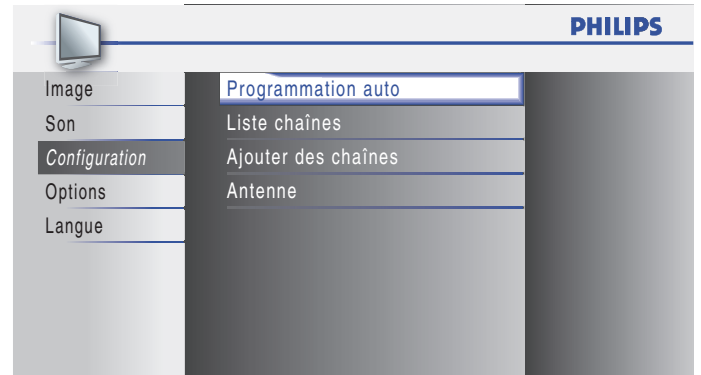 PHILIPS
Image
Son
Configuration
Options
Langue
Programmation auto
Liste chaînes
Ajouter des chaînes
Antenne